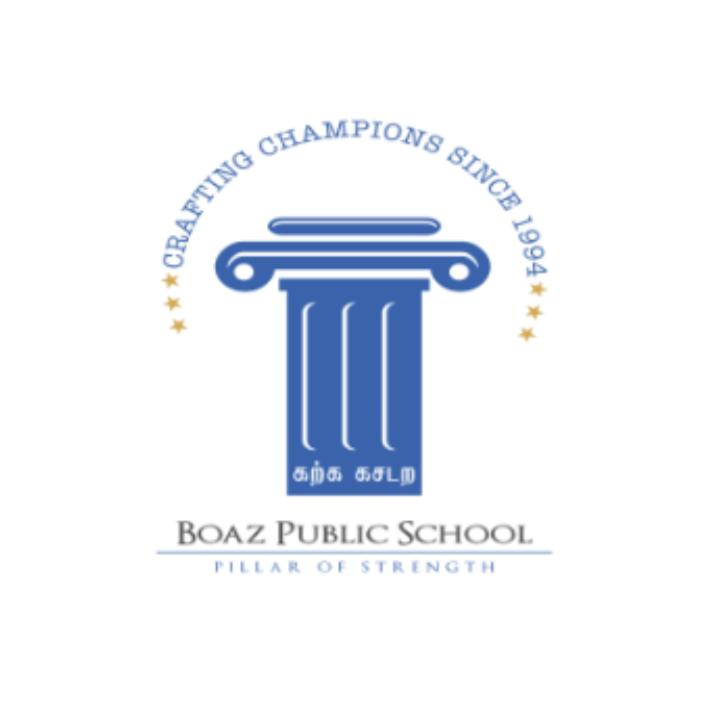 CRAFTING CHAMPIONS SINCE 1994
கற்க கசடற
BOAZ PUBLIC SCHOOL
PILLAR OF STRENGTH